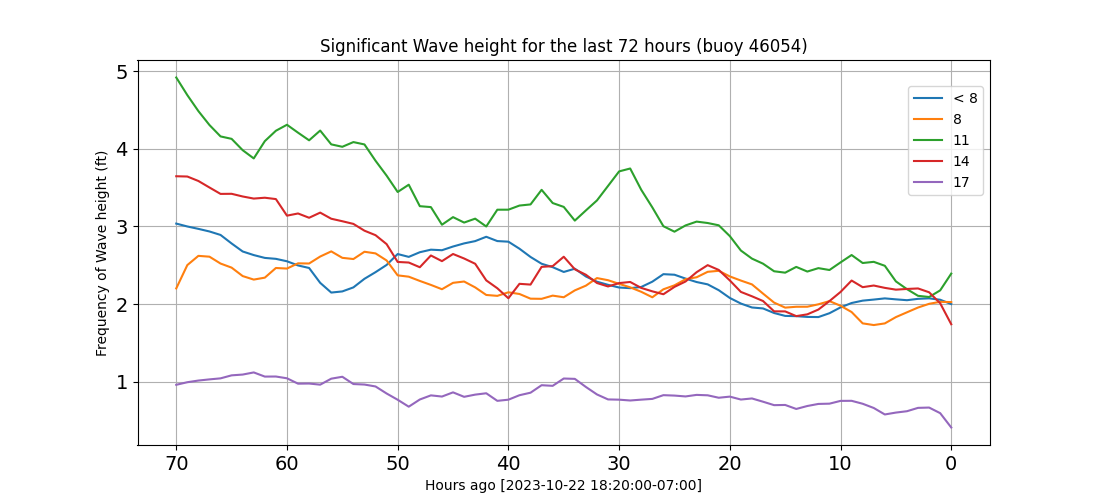 Significant Wave height for the last 72 hours (buoy 46054)
Frequency of Wave height (ft)
5
4
3
2
1
< 8
8
11
14
17
70 60 50 40 30 20 10 0
Hours ago [2023-10-22 18:20:00-07:00]